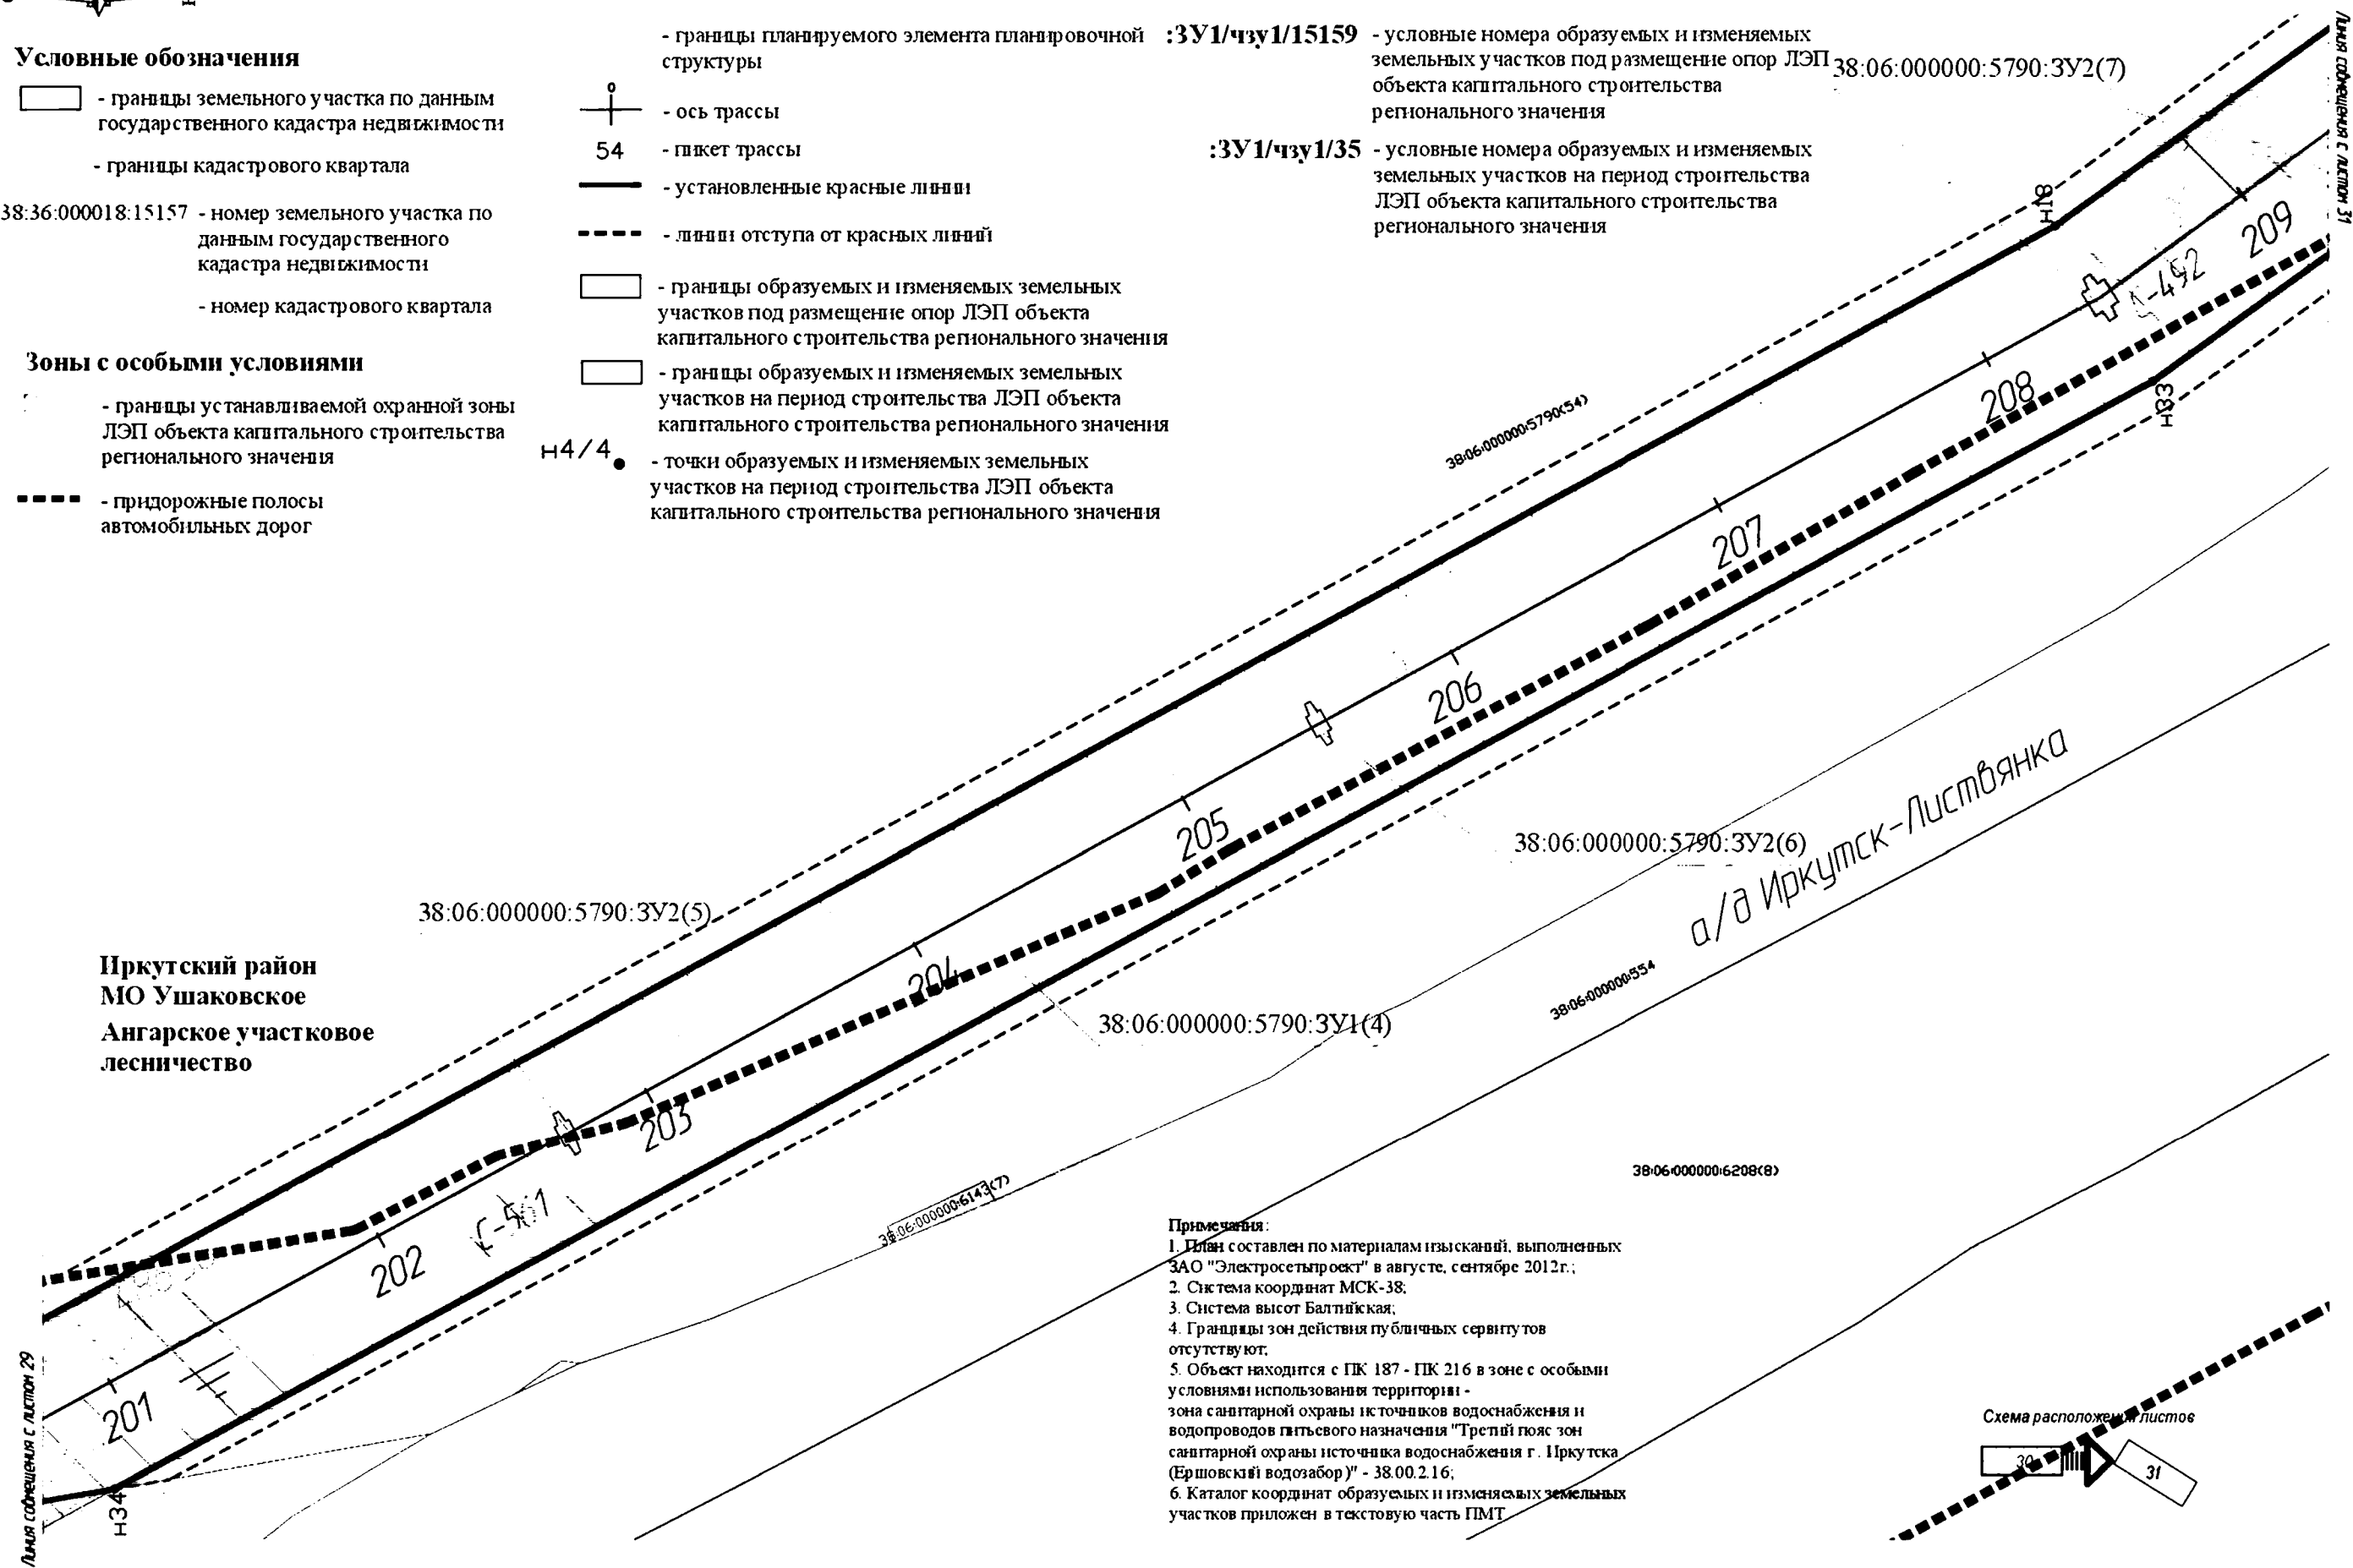 Условные обозначения
- границы земельного участка по данным
государственного кадастра недвижимости
- границы кадастрового квартала
38:36:000018:15157 - номер земельного участка по
данным государственного
кадастра недвижимости
- номер кадастрового квартала
Зоны с особыми условиями
- границы устанавливаемой охранной зоны
ЛЭП объекта капитального строительства
регионального значения
- придорожные полосы
автомобильных дорог
- границы планируемого элемента планировочной
структуры
0
- ось трассы
54 - пикет трассы
- установленные красные линии
- линии отступа от красных линий
- границы образуемых и изменяемых земельных
участков под размещение опор ЛЭП объекта
капитального строительства регионального значения
- границы образуемых и изменяемых земельных
участков на период строительства ЛЭП объекта
капитального строительства регионального значения
н4/4 - точки образуемых и изменяемых земельных
участков на период строительства ЛЭП объекта
капитального строительства регионального значения
:ЗУ1/чзу1/15159 - условные номера образуемых и изменяемых
земельных участков под размещение опор ЛЭП
объекта капитального строительства
регионального значения
:ЗУ1/чзу1/35 - условные номера образуемых и изменяемых
земельных участков на период строительства
ЛЭП объекта капитального строительства
регионального значения
38:06:000000:5790:ЗУ2(7)
Линия совмещения с листом 31
н18
209
208
н33
38:06:000000:5790(54)
207
206
205
38:06:000000:5790:ЗУ2(6)
а/д Иркутск-Листвянка
38:06:000000:5790:ЗУ2(5)
204
38:06:000000:554
38:06:000000:5790:ЗУ1(4)
Иркутский район
МО Ушаковское
Ангарское участковое
лесничество
203
38:06:000000:6143(7)
38:06:000000:6208(8)
202
201
н34
Линия совмещения с листом 29
Примечания:
1. План составлен по материалам изысканий, выполненных
ЗАО "Электросетьпроект" в августе, сентябре 2012г.;
2. Система координат МСК-38;
3. Система высот Балтийская;
4. Границицы зон действия публичных сервитутов
отсутствуют;
5. Объект находится с ПК 187 - ПК 216 в зоне с особыми
условиями использования территории -
зона санитарной охраны источников водоснабжения и
водопроводов питьевого назначения "Третий пояс зон
санитарной охраны источника водоснабжения г. Иркутска
(Ершовский водозабор)" - 38.00.2.16;
6. Каталог координат образуемых и изменяемых земельных
участков приложен в текстовую часть ПМТ
Схема расположения листов
30
31